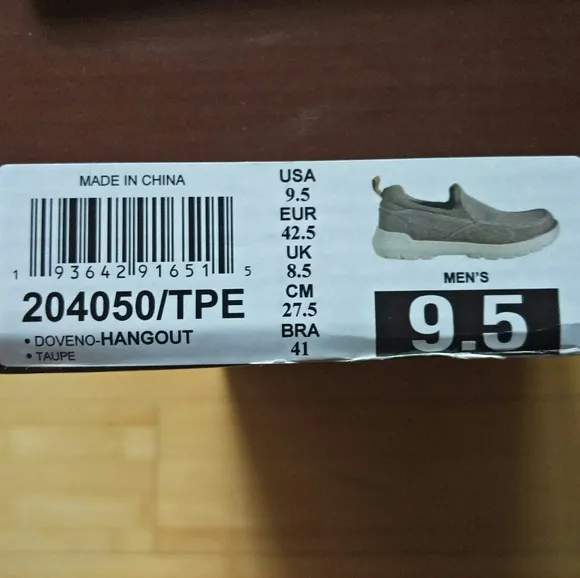 MADE IN CHINA
1 93642 91651 5
204050/TPE
• DOVENO-HANGOUT
• TAUPE
USA
9.5
EUR
42.5
UK
8.5
CM
27.5
BRA
41
MEN'S
9.5